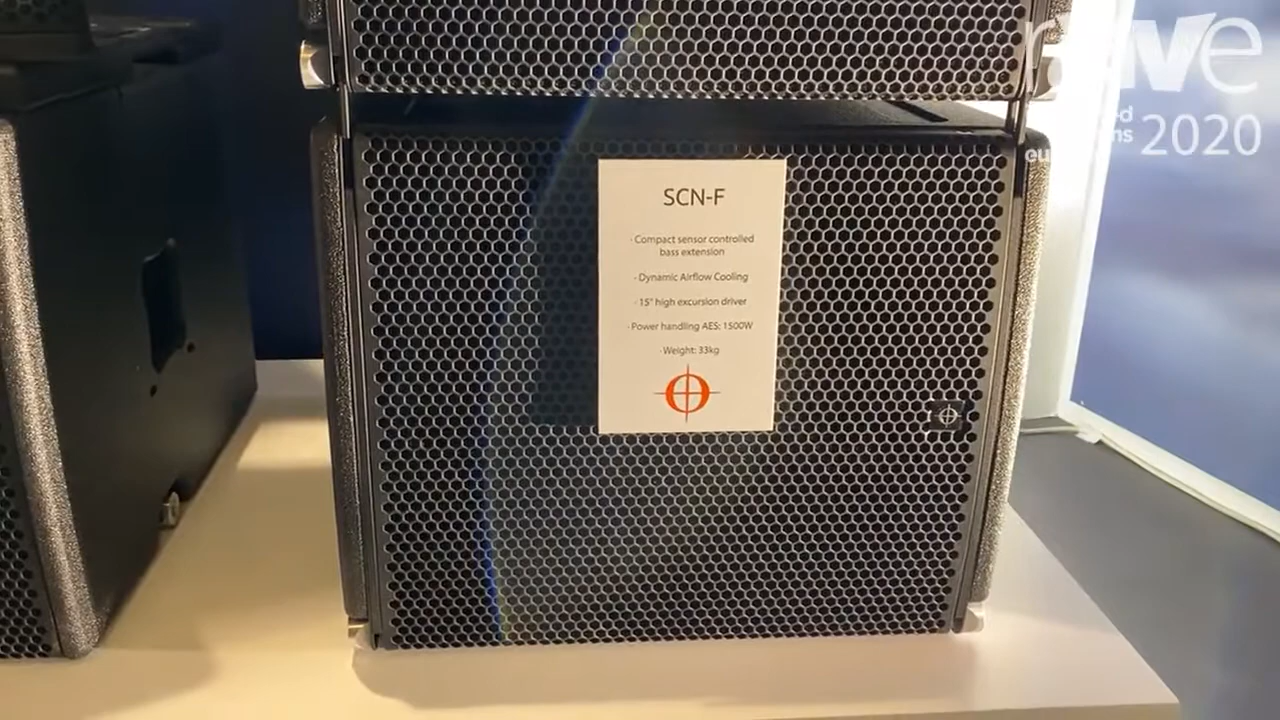 rAVe
2020
SCN-F
· Compact sensor controlled
bass extension
· Dynamic Airflow Cooling
· 15" high excursion driver
· Power handling AES: 1500W
· Weight: 33kg